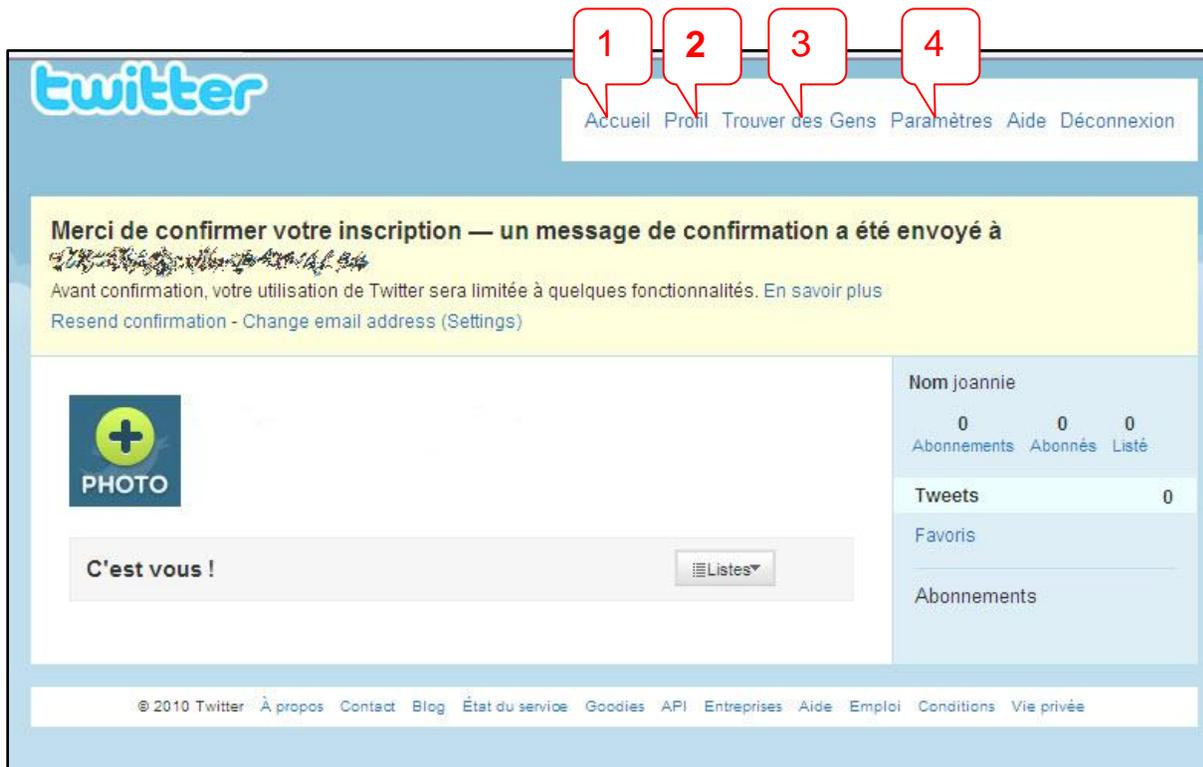 1 2 3 4
twitter
Accueil Profil Trouver des Gens Paramètres Aide Déconnexion
Merci de confirmer votre inscription — un message de confirmation a été envoyé à
Avant confirmation, votre utilisation de Twitter sera limitée à quelques fonctionnalités. En savoir plus
Resend confirmation - Change email address (Settings)
PHOTO
C'est vous !
Listes
Nom joannie
0 0 0
Abonnements Abonnés Listé
Tweets 0
Favoris
Abonnements
© 2010 Twitter À propos Contact Blog État du service Goodies API Entreprises Aide Emploi Conditions Vie privée